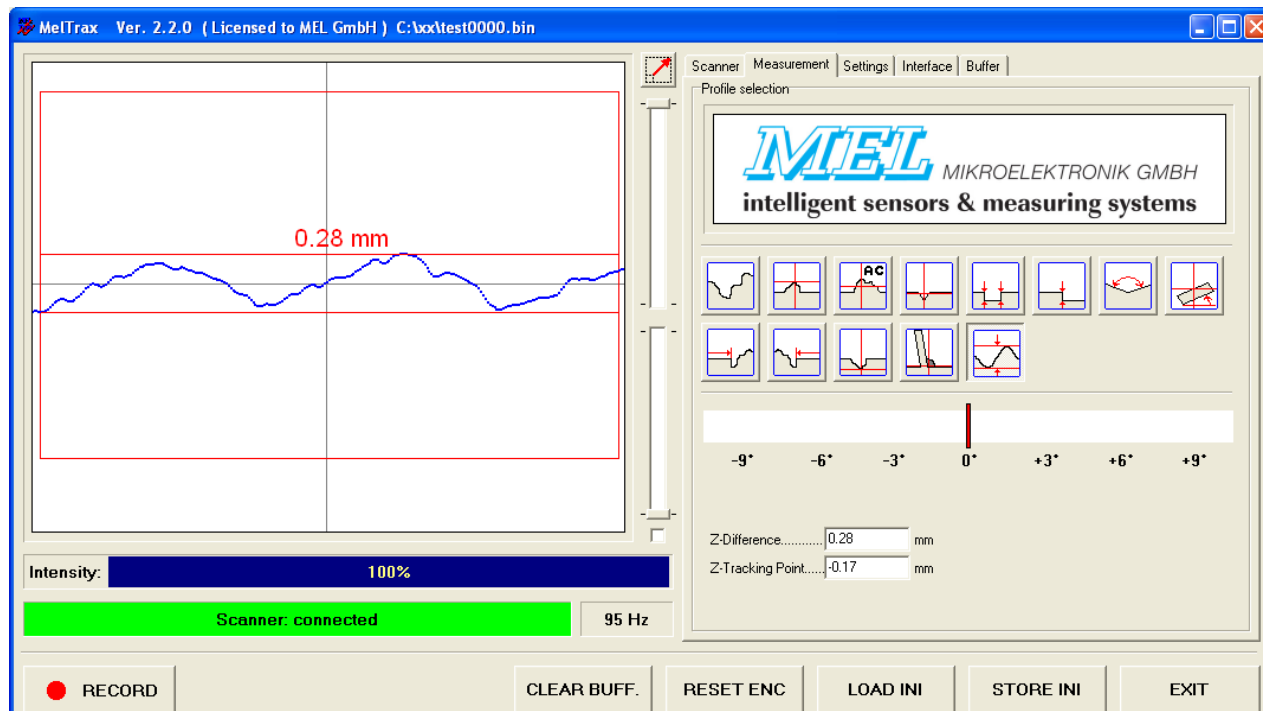 MelTrax Ver. 2.2.0 ( Licensed to MEL GmbH ) C:\xx\test0000.bin
Scanner Measurement Settings Interface Buffer
Profile selection
MEL MIKROELEKTRONIK GMBH
intelligent sensors & measuring systems
0.28 mm
AC
-9° -6° -3° 0° +3° +6° +9°
Z-Difference............ 0.28 mm
Z-Tracking Point...... -0.17 mm
Intensity: 100%
Scanner: connected 95 Hz
RECORD CLEAR BUFF. RESET ENC LOAD INI STORE INI EXIT